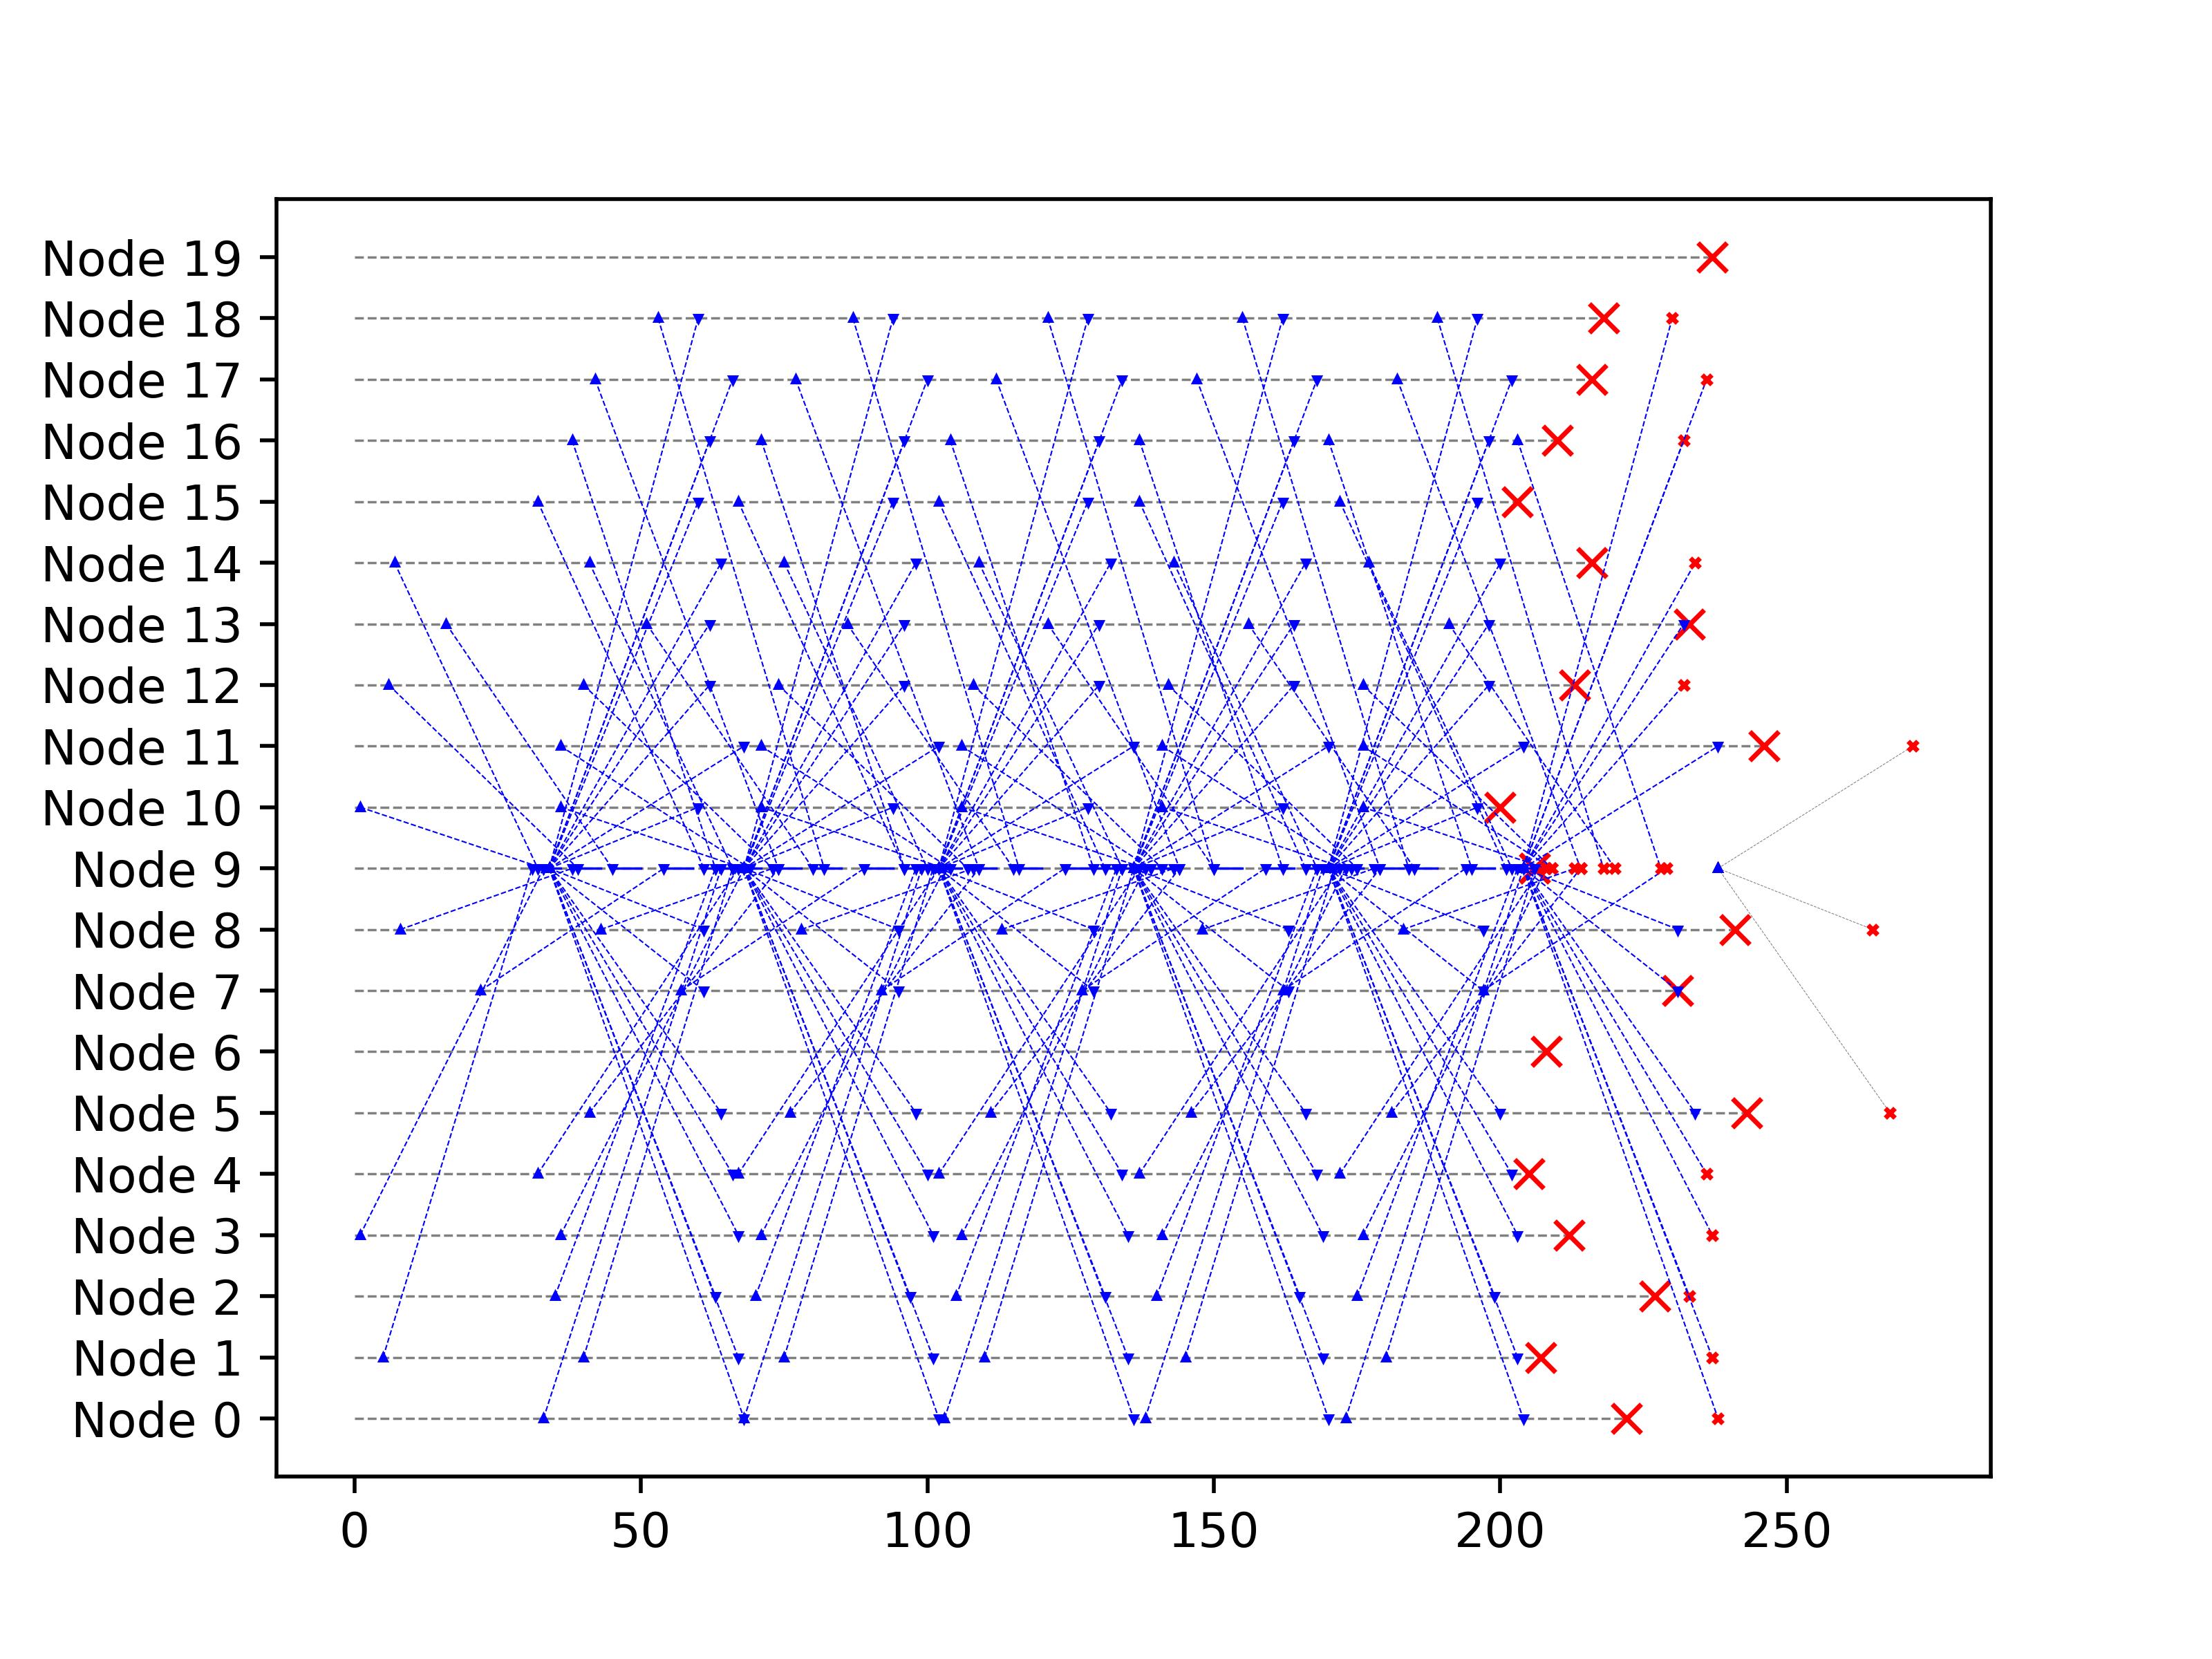 Node 19
Node 18
Node 17
Node 16
Node 15
Node 14
Node 13
Node 12
Node 11
Node 10
Node 9
Node 8
Node 7
Node 6
Node 5
Node 4
Node 3
Node 2
Node 1
Node 0
0 50 100 150 200 250